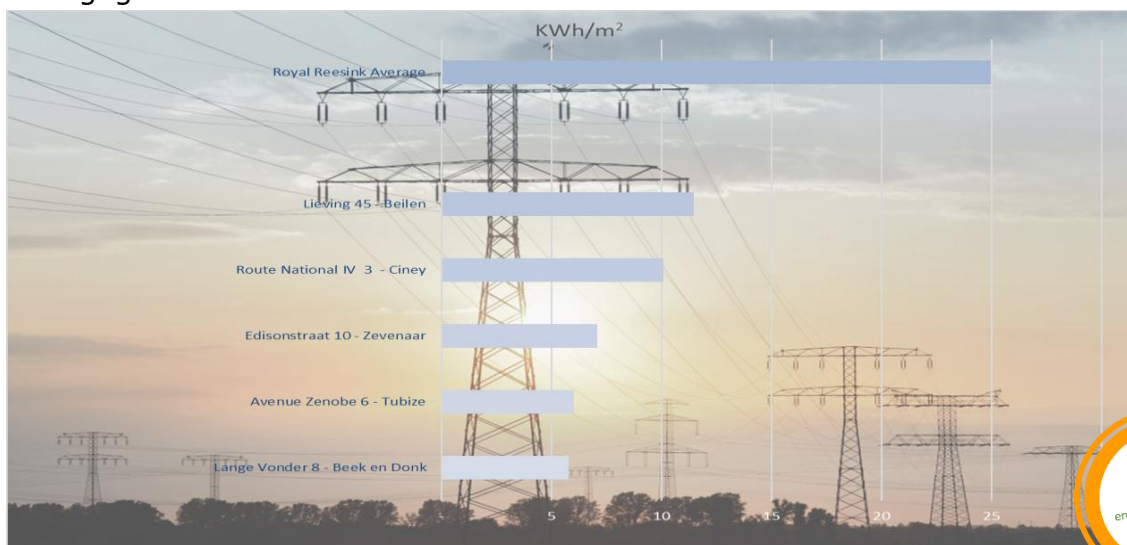 KWh/m²
Royal Reesink Average
Lieving 45 - Beilen
Route National IV 3 - Ciney
Edisonstraat 10 - Zevenaar
Avenue Zenobe 6 - Tubize
Lange Vonder 8 - Beek en Donk
5 10 15 20 25